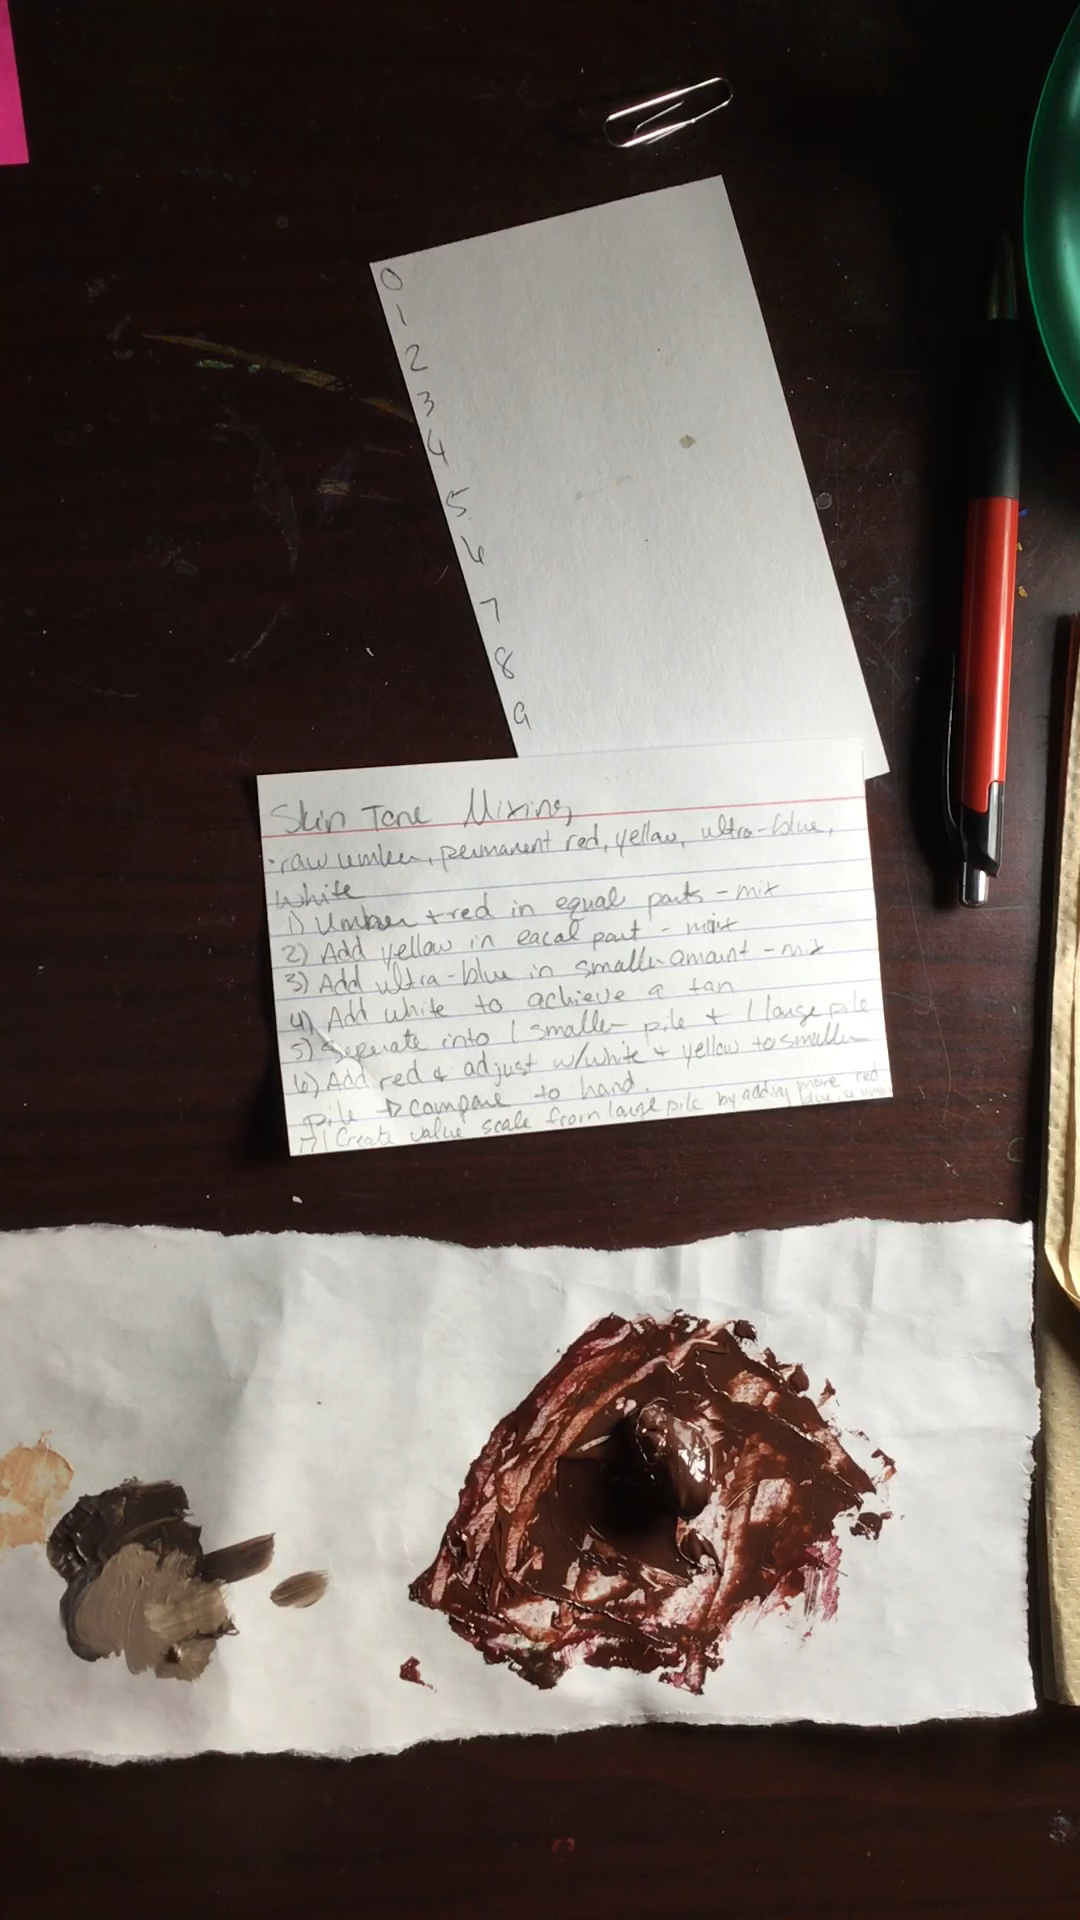 0
1
2
3
4
5
6
7
8
9
Skin Tone Mixing
· raw umber, permanent red, yellow, ultra-blue,
white
1) Umber + red in equal parts - mix
2) Add yellow in eacal part - mix
3) Add ultra-blue in smaller amount - mix
4) Add white to achieve a tan
5) Seperate into 1 smaller pile + 1 large pile
6) Add red & adjust w/white + yellow to smaller
pile → compare to hand.
7) Create value scale from large pile by adding more red